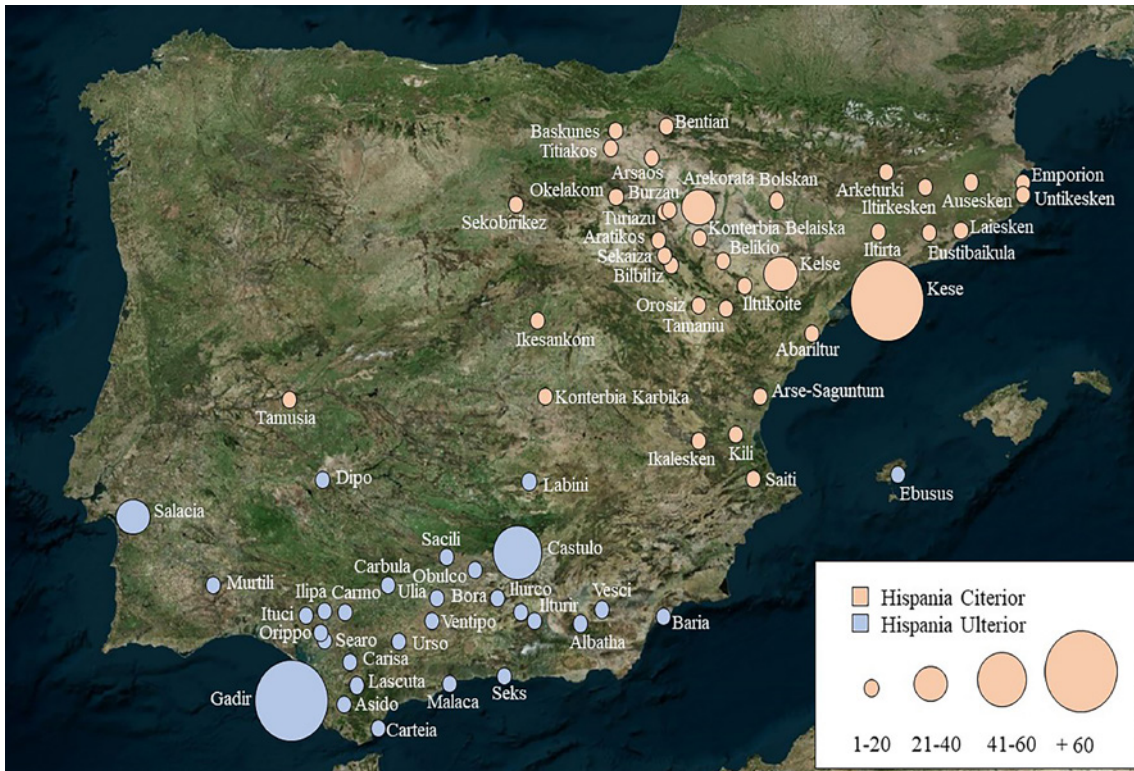 Bentian
Baskunes
Titiakos
Arsaos
Arekorata Bolskan
Okelakom
Burzau
Sekobirikez
Turiazu
Konterbia Belaiska
Aratikos
Belikio
Sekaiza
Bilbiliz
Kelse
Arketurki
Iltirkesken
Ausesken
Emporion
Untikesken
Laiesken
Iltirta
Eustibaikula
Kese
Orosiz
Iltukoite
Tamaniu
Ikesankom
Abariltur
Tamusia
Konterbia Karbika
Arse-Saguntum
Ikalesken
Kili
Dipo
Labini
Saiti
Ebusus
Salacia
Sacili
Castulo
Carbula
Obulco
Murtili
Ilipa
Carmo
Ulia
Bora
Ilurco
Vesci
Ituci
Ilturir
Orippo
Searo
Urso
Ventipo
Albatha
Baria
Carisa
Gadir
Lascuta
Malaca
Seks
Asido
Carteia
Hispania Citerior
Hispania Ulterior
1-20
21-40
41-60
+ 60